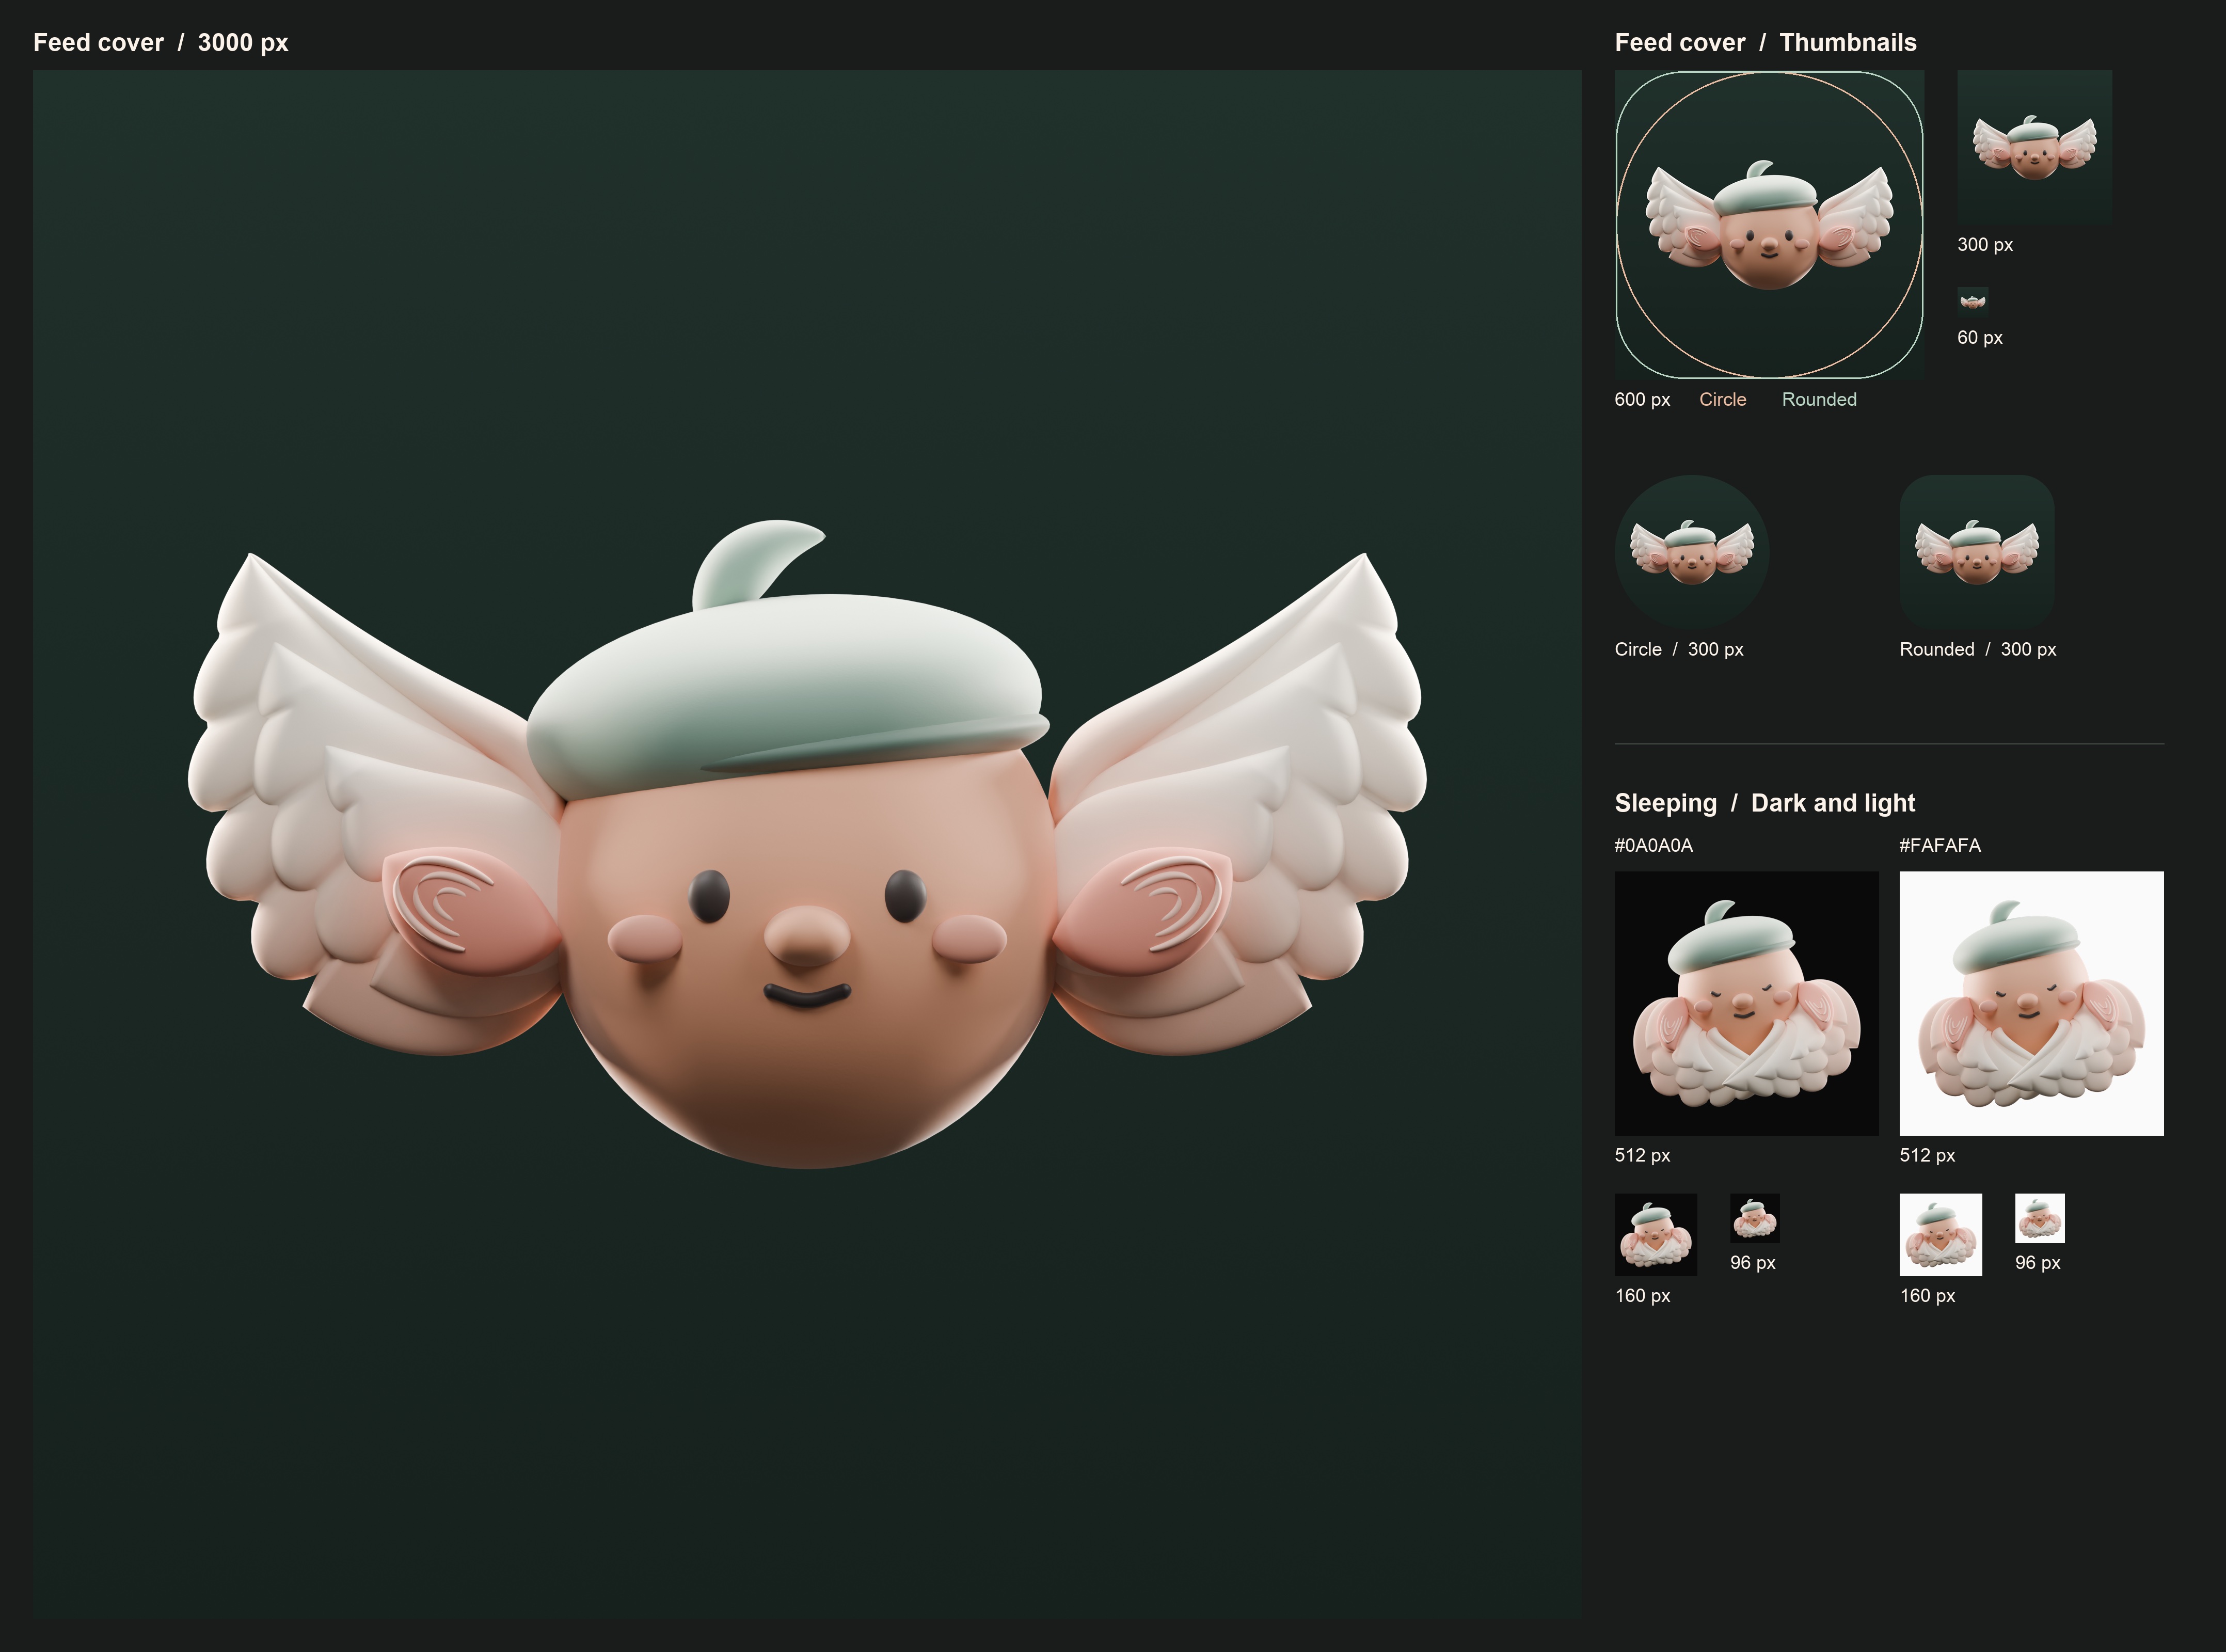 Feed cover / 3000 px
Feed cover / Thumbnails
300 px
60 px
600 px Circle Rounded
Circle / 300 px Rounded / 300 px
Sleeping / Dark and light
#0A0A0A #FAFAFA
512 px 512 px
96 px 96 px
160 px 160 px